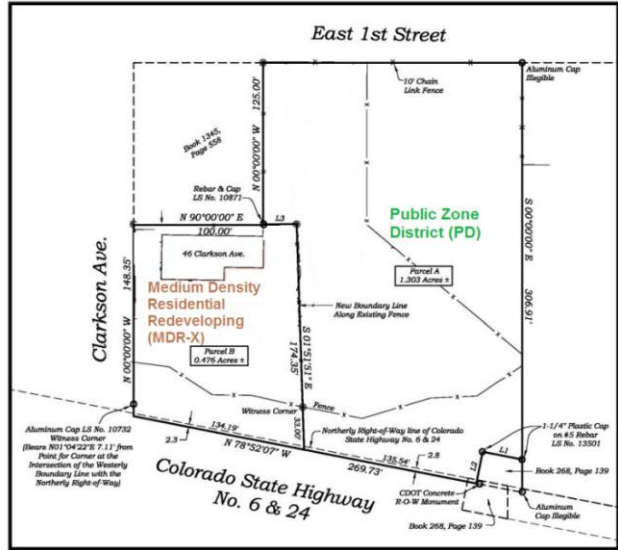 East 1st Street
Aluminum Cap
Illegible
10' Chain
Link Fence
125.00'
N 00°00'00" W
Book 1345,
Page 558
Rebar & Cap
LS No. 10871
N 90°00'00" E
100.00'
L3
46 Clarkson Ave.
Public Zone
District (PD)
Parcel A
1.303 Acres ±
S 00°00'00" E
306.91'
Clarkson Ave.
148.35'
N 00°00'00" W
Medium Density
Residential
Redeveloping
(MDR-X)
Parcel B
0.476 Acres ±
New Boundary Line
Along Existing Fence
S 01°51'51" E
174.35'
Witness Corner
Fence
33.00'
Aluminum Cap LS No. 10732
Witness Corner
(Bears N01°04'22"E 7.11' from
Point for Corner at the
Intersection of the Westerly
Boundary Line with the
Northerly Right-of-Way)
2.3
134.19'
N 78°52'07" W
269.73'
135.54'
2.8
Northerly Right-of-Way line of Colorado
State Highway No. 6 & 24
Colorado State Highway
No. 6 & 24
1-1/4" Plastic Cap
on #5 Rebar
LS No. 13501
L1
L2
Book 268, Page 139
CDOT Concrete
R-O-W Monument
Aluminum
Cap Illegible
Book 268, Page 139